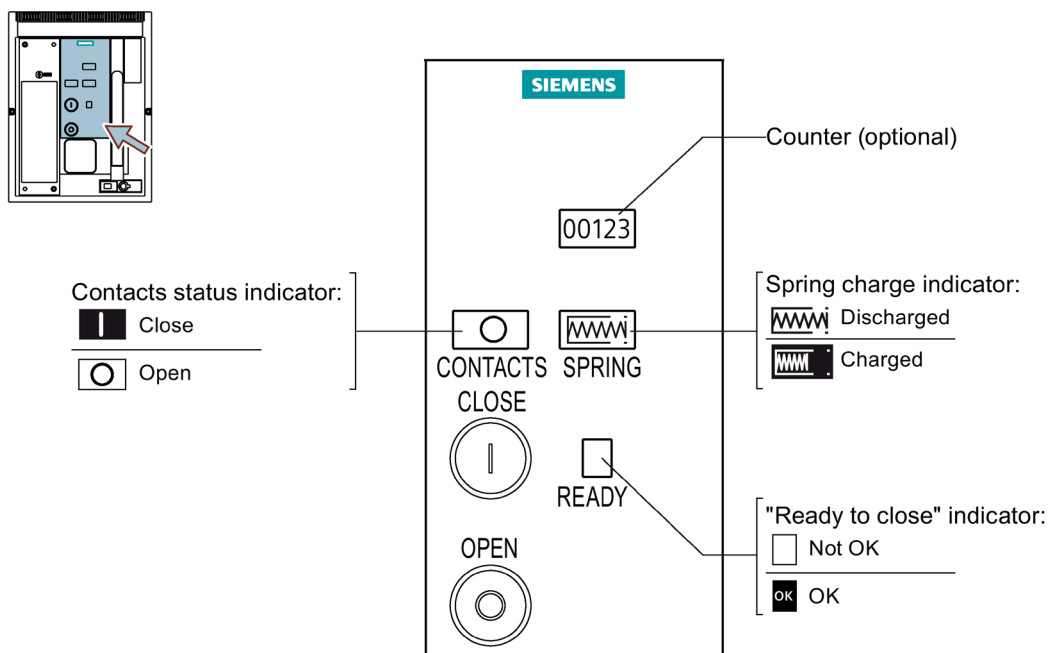 SIEMENS
Counter (optional)
00123
Contacts status indicator:
Close
Open
Spring charge indicator:
Discharged
Charged
CONTACTS
SPRING
CLOSE
READY
"Ready to close" indicator:
Not OK
OK OK
OPEN